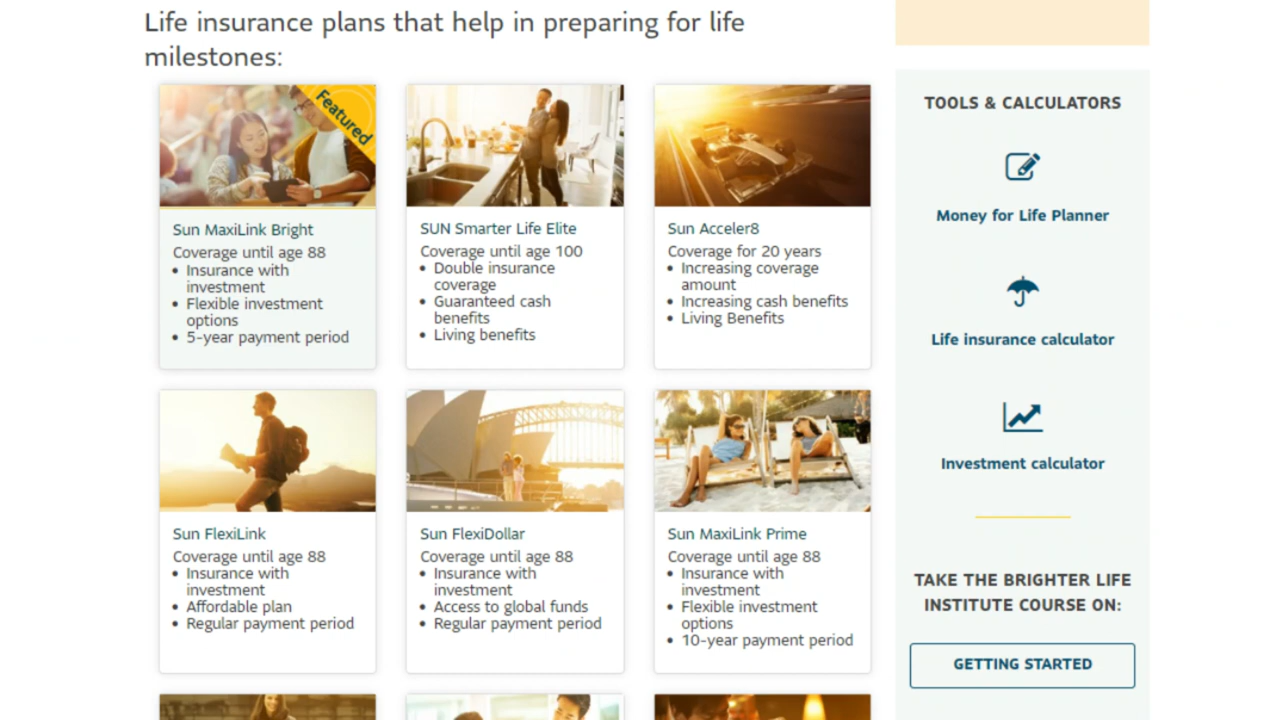 Life insurance plans that help in preparing for life
milestones:
Featured
Sun MaxiLink Bright
Coverage until age 88
• Insurance with
investment
• Flexible investment
options
• 5-year payment period
SUN Smarter Life Elite
Coverage until age 100
• Double insurance
coverage
• Guaranteed cash
benefits
• Living benefits
Sun Acceler8
Coverage for 20 years
• Increasing coverage
amount
• Increasing cash benefits
• Living Benefits
Sun FlexiLink
Coverage until age 88
• Insurance with
investment
• Affordable plan
• Regular payment period
Sun FlexiDollar
Coverage until age 88
• Insurance with
investment
• Access to global funds
• Regular payment period
Sun MaxiLink Prime
Coverage until age 88
• Insurance with
investment
• Flexible investment
options
• 10-year payment period
TOOLS & CALCULATORS
Money for Life Planner
Life insurance calculator
Investment calculator
TAKE THE BRIGHTER LIFE
INSTITUTE COURSE ON:
GETTING STARTED